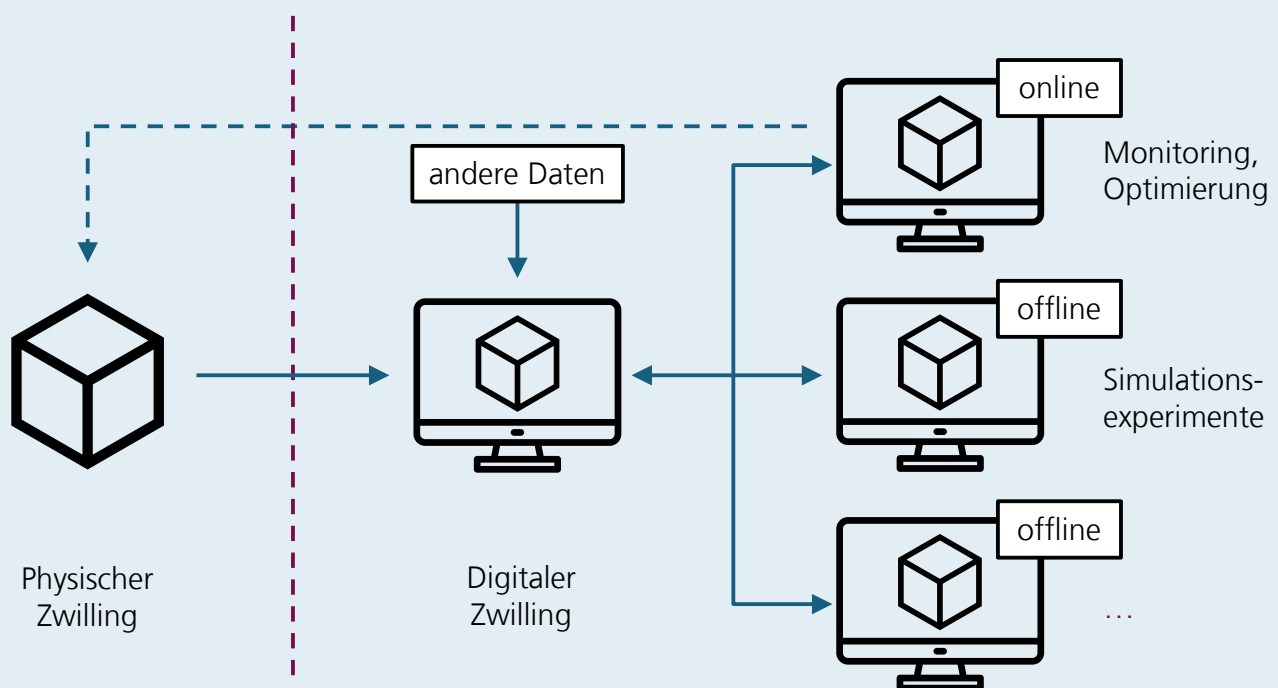 online
Monitoring,
Optimierung
andere Daten
offline
Simulations-
experimente
offline
Physischer
Zwilling
Digitaler
Zwilling
...